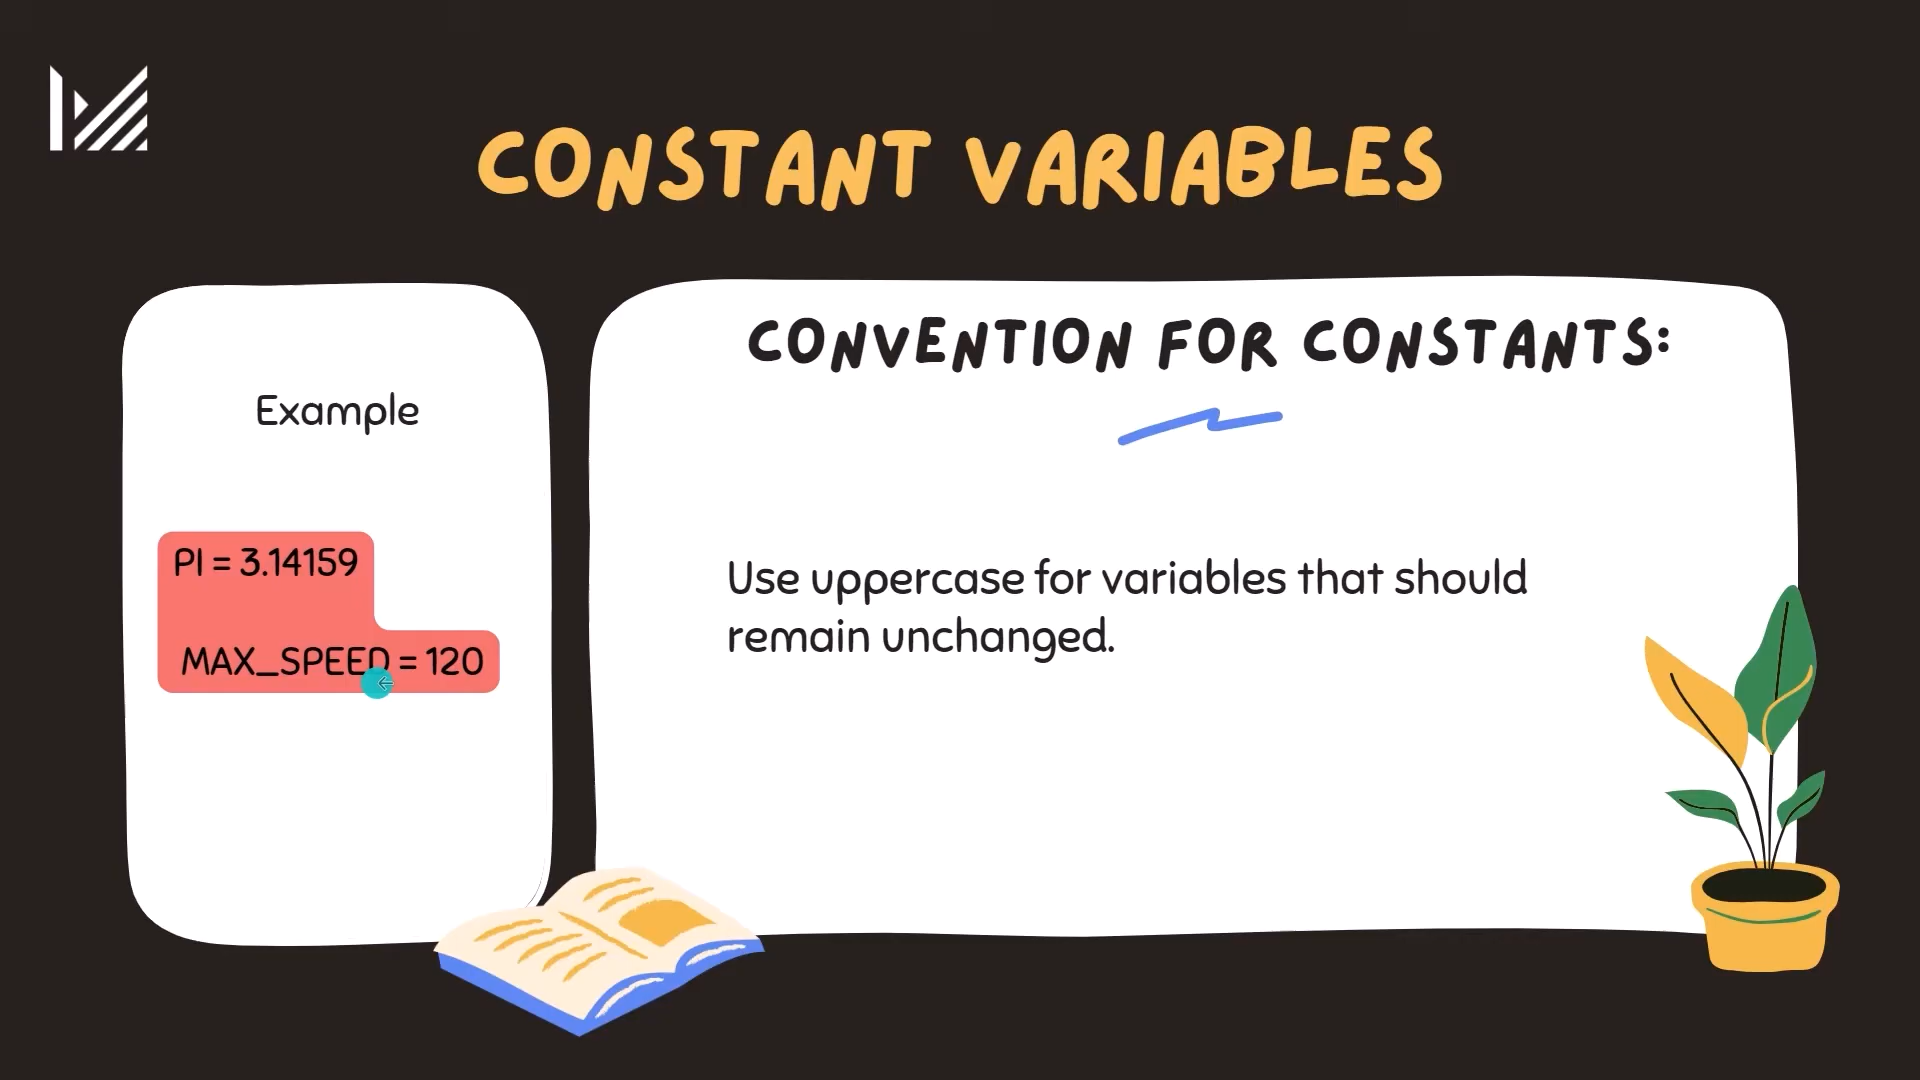 CONSTANT VARIABLES
Example
PI = 3.14159
MAX_SPEED = 120
CONVENTION FOR CONSTANTS:
Use uppercase for variables that should
remain unchanged.